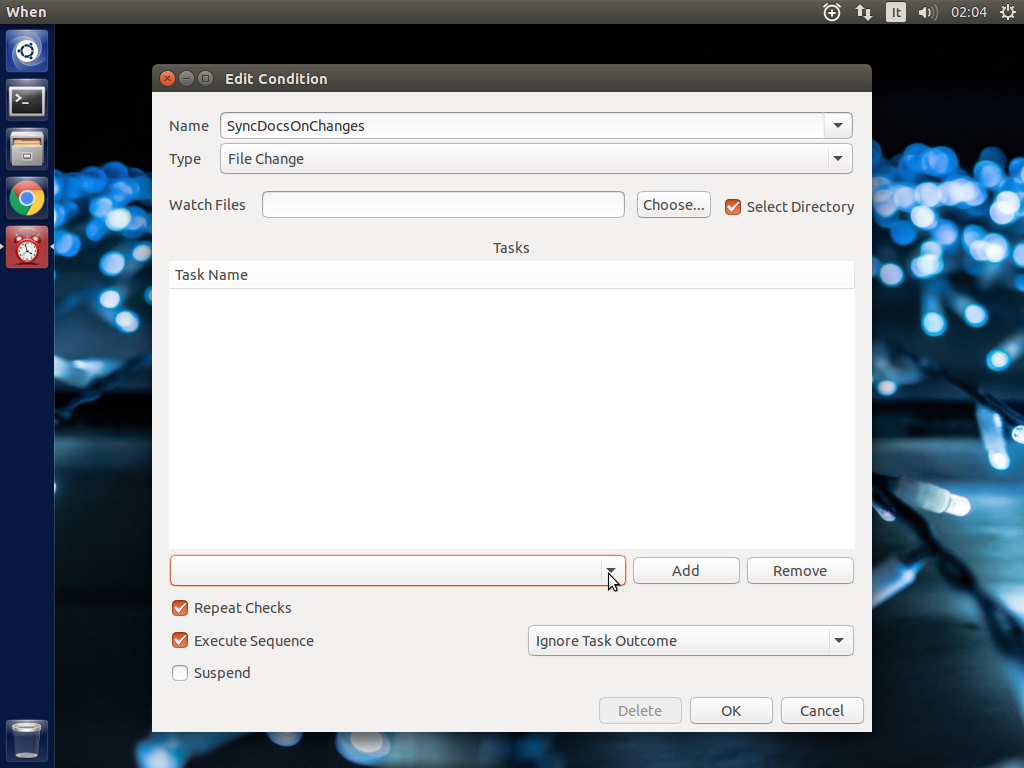 When
It
02:04
Edit Condition
Name
SyncDocsOnChanges
Type
File Change
Watch Files
Choose...
Select Directory
Tasks
Task Name
Add
Remove
Repeat Checks
Execute Sequence
Ignore Task Outcome
Suspend
Delete
OK
Cancel